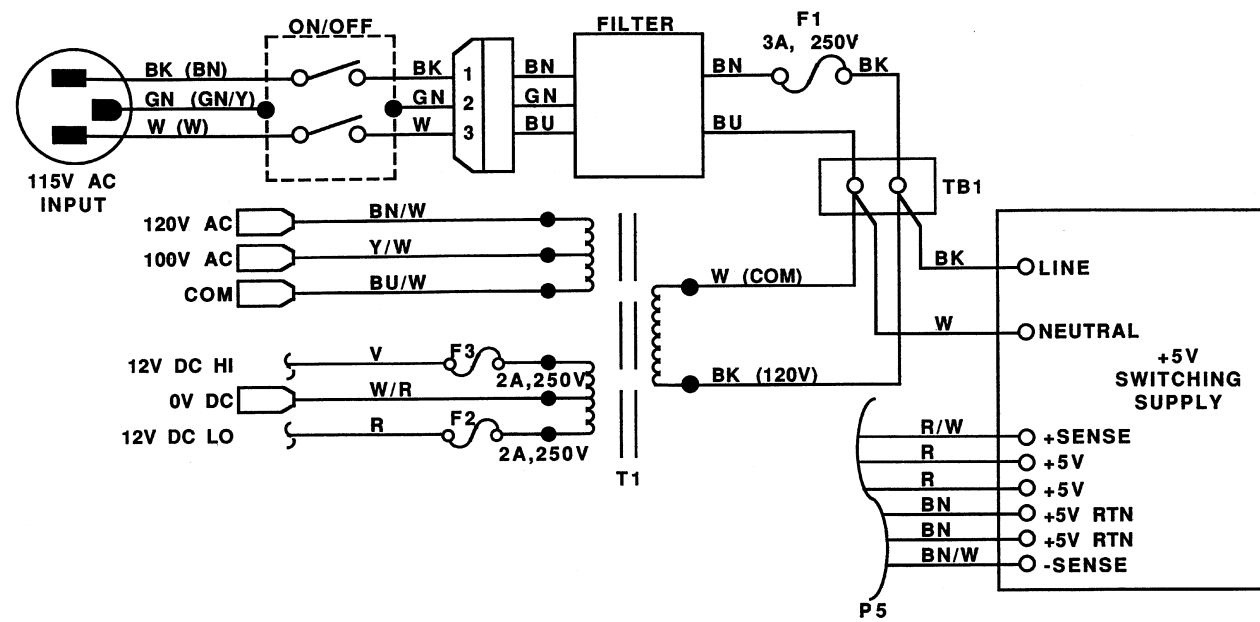 ON/OFF
FILTER
F1
3A, 250V
BK (BN)
BK
1
BN
BN
BK
GN (GN/Y)
GN
2
GN
W (W)
W
3
BU
BU
115V AC
INPUT
TB1
120V AC
BN/W
100V AC
Y/W
COM
BU/W
W (COM)
BK
LINE
W
NEUTRAL
12V DC HI
V
F3
2A,250V
BK (120V)
0V DC
W/R
12V DC LO
R
F2
2A,250V
T1
+5V
SWITCHING
SUPPLY
R/W
+SENSE
R
+5V
R
+5V
BN
+5V RTN
BN
+5V RTN
BN/W
-SENSE
P5